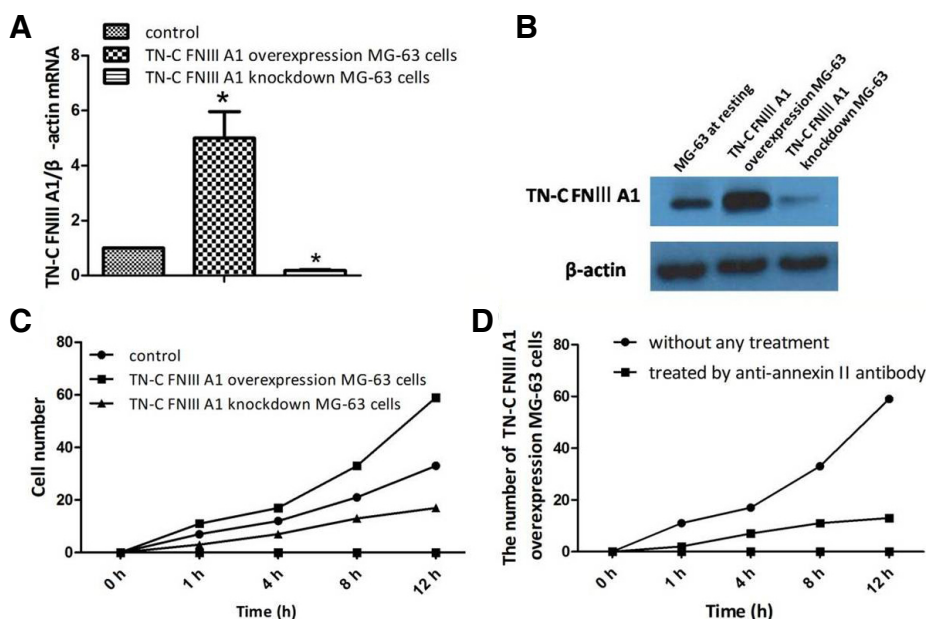 A
control
TN-C FNIII A1 overexpression MG-63 cells
TN-C FNIII A1 knockdown MG-63 cells
TN-C FNIII A1/β -actin mRNA
8
6
4
2
0
*
*
B
MG-63 at resting
TN-C FNIII A1
overexpression MG-63
TN-C FNIII A1
knockdown MG-63
TN-C FNIII A1
β-actin
C
control
TN-C FNIII A1 overexpression MG-63 cells
TN-C FNIII A1 knockdown MG-63 cells
Cell number
80
60
40
20
0
0 h
1 h
4 h
8 h
12 h
Time (h)
D
without any treatment
treated by anti-annexin II antibody
The number of TN-C FNIII A1
overexpression MG-63 cells
80
60
40
20
0
0 h
1 h
4 h
8 h
12 h
Time (h)